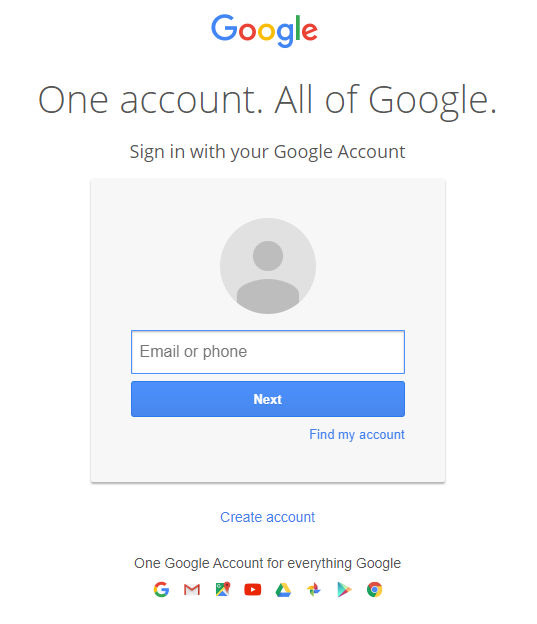 Google
One account. All of Google.
Sign in with your Google Account
Email or phone
Next
Find my account
Create account
One Google Account for everything Google